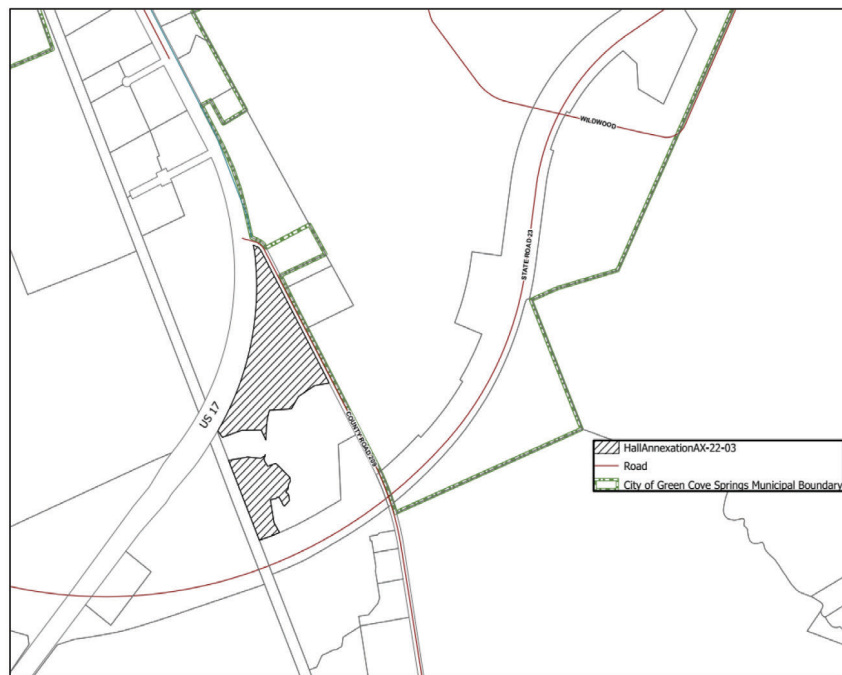 WILDWOOD
STATE ROAD 23
US 17
COUNTY ROAD 209
HallAnnexationAX-22-03
Road
City of Green Cove Springs Municipal Boundary